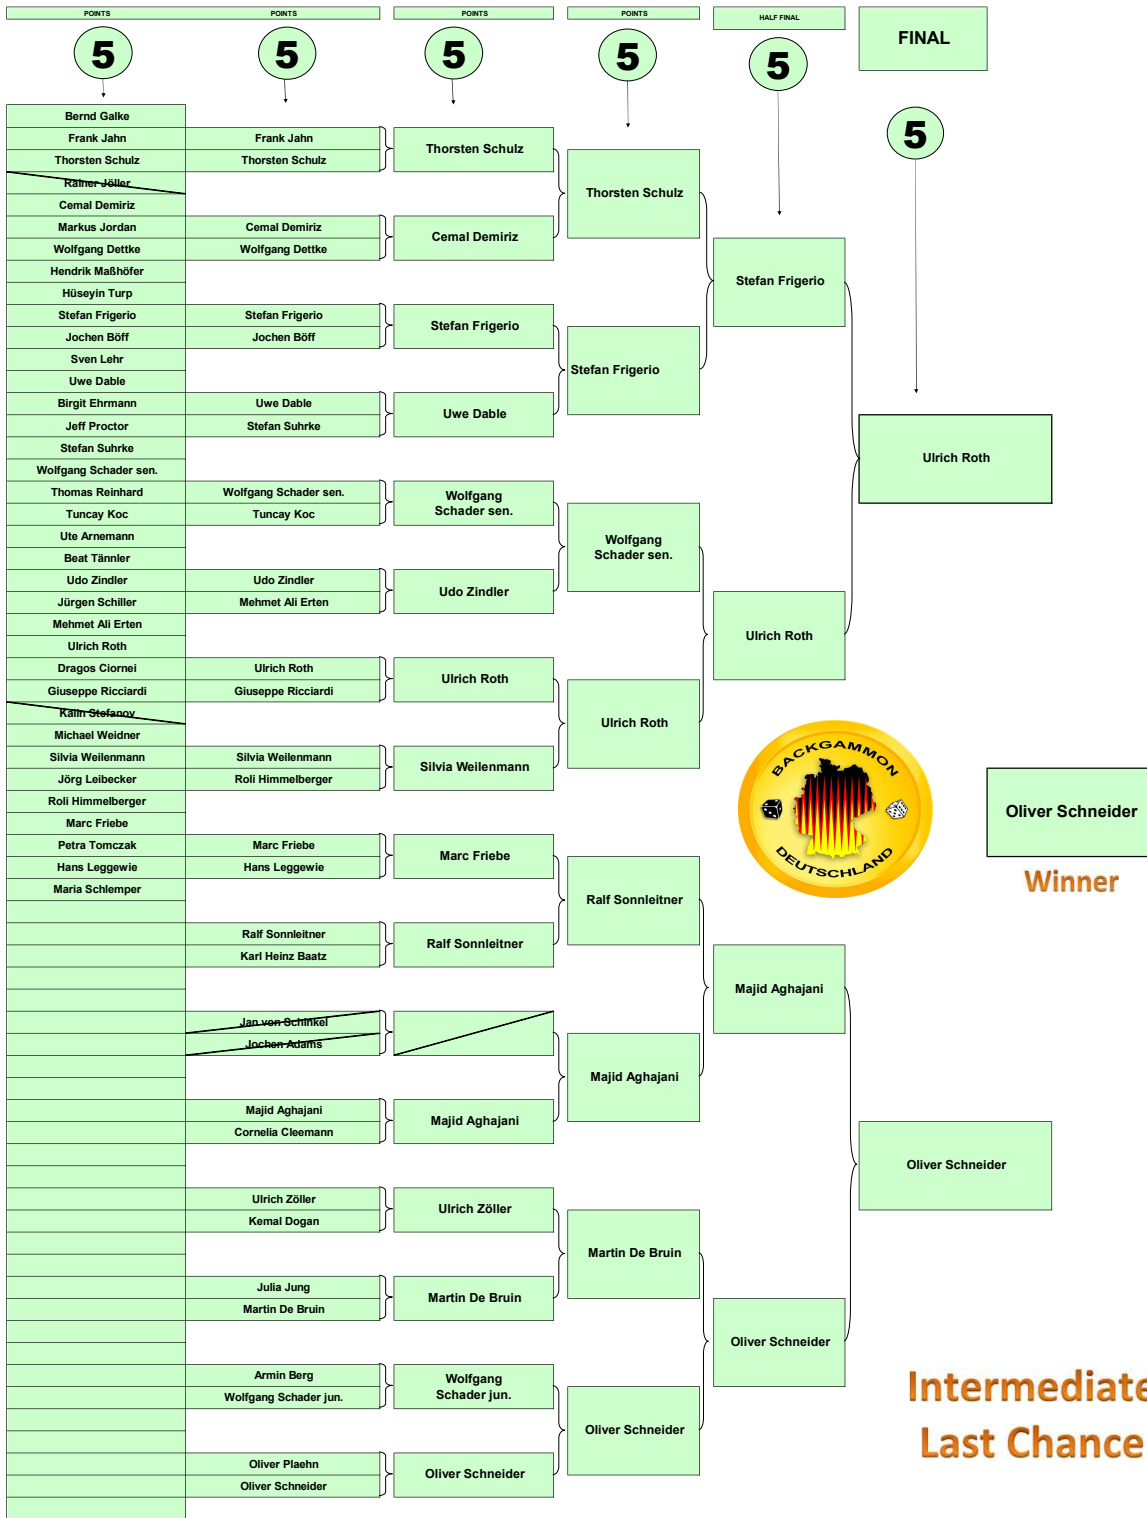 POINTS
POINTS
POINTS
POINTS
HALF FINAL
FINAL
5
5
5
5
5
5
Bernd Galke
Frank Jahn
Thorsten Schulz
Rainer Jöller
Cemal Demiriz
Markus Jordan
Wolfgang Dettke
Hendrik Maßhöfer
Hüseyin Turp
Stefan Frigerio
Jochen Böff
Sven Lehr
Uwe Dable
Birgit Ehrmann
Jeff Proctor
Stefan Suhrke
Wolfgang Schader sen.
Thomas Reinhard
Tuncay Koc
Ute Arnemann
Beat Tännler
Udo Zindler
Jürgen Schiller
Mehmet Ali Erten
Ulrich Roth
Dragos Ciornei
Giuseppe Ricciardi
Kalin Stefanov
Michael Weidner
Silvia Weilenmann
Jörg Leibecker
Roli Himmelberger
Marc Friebe
Petra Tomczak
Hans Leggewie
Maria Schlemper
Frank Jahn
Thorsten Schulz
Cemal Demiriz
Wolfgang Dettke
Stefan Frigerio
Jochen Böff
Uwe Dable
Stefan Suhrke
Wolfgang Schader sen.
Tuncay Koc
Udo Zindler
Mehmet Ali Erten
Ulrich Roth
Giuseppe Ricciardi
Silvia Weilenmann
Roli Himmelberger
Marc Friebe
Hans Leggewie
Ralf Sonnleitner
Karl Heinz Baatz
Jan von Schinkel
Jochen Adams
Majid Aghajani
Cornelia Cleemann
Ulrich Zöller
Kemal Dogan
Julia Jung
Martin De Bruin
Armin Berg
Wolfgang Schader jun.
Oliver Plaehn
Oliver Schneider
Thorsten Schulz
Cemal Demiriz
Stefan Frigerio
Uwe Dable
Wolfgang
Schader sen.
Udo Zindler
Ulrich Roth
Silvia Weilenmann
Marc Friebe
Ralf Sonnleitner
Majid Aghajani
Ulrich Zöller
Martin De Bruin
Wolfgang
Schader jun.
Oliver Schneider
Thorsten Schulz
Stefan Frigerio
Wolfgang
Schader sen.
Ulrich Roth
Ralf Sonnleitner
Majid Aghajani
Martin De Bruin
Oliver Schneider
Stefan Frigerio
Ulrich Roth
Majid Aghajani
Oliver Schneider
Ulrich Roth
Oliver Schneider
BACKGAMMON
DEUTSCHLAND
Oliver Schneider
Winner
Intermediate
Last Chance